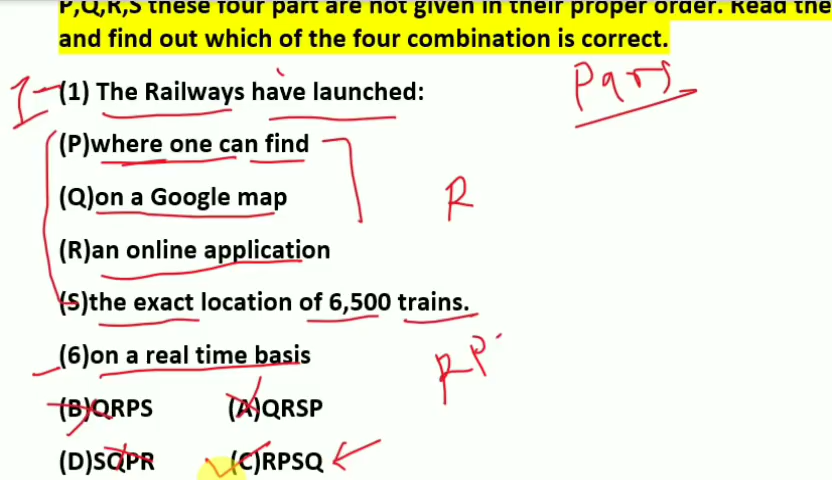 P,Q,R,S these four part are not given in their proper order. Read the
and find out which of the four combination is correct.
(1) The Railways have launched:
Pars
(P)where one can find
(Q)on a Google map
R
(R)an online application
(S)the exact location of 6,500 trains.
(6)on a real time basis
RP
(B)QRPS (A)QRSP
(D)SQPR (C)RPSQ